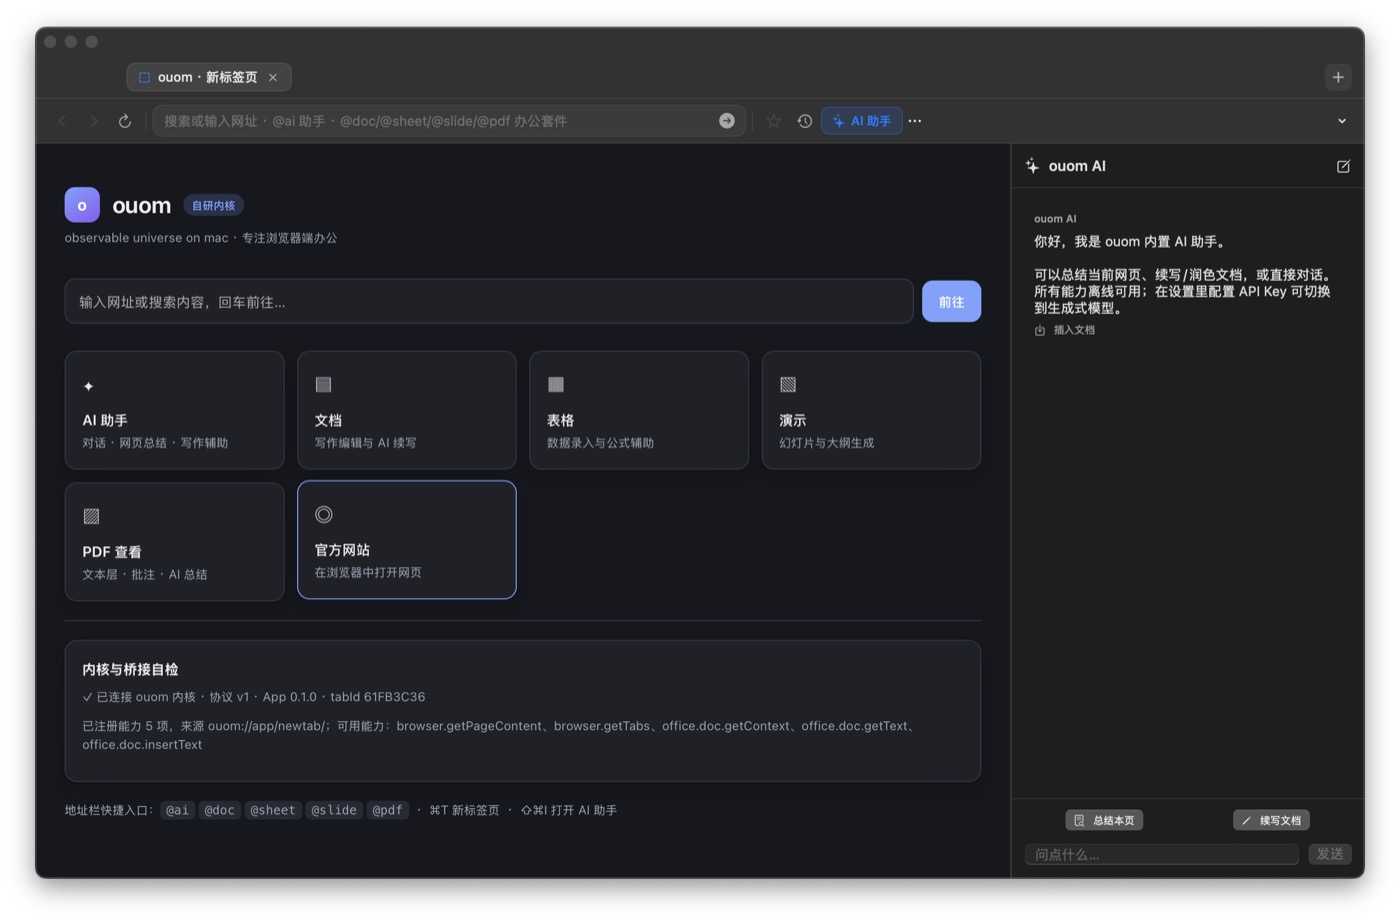 ouom · 新标签页
搜索或输入网址 · @ai 助手 · @doc/@sheet/@slide/@pdf 办公套件
AI 助手
o
ouom
自研内核
observable universe on mac · 专注浏览器端办公
输入网址或搜索内容，回车前往...
前往
AI 助手
对话 · 网页总结 · 写作辅助
文档
写作编辑与 AI 续写
表格
数据录入与公式辅助
演示
幻灯片与大纲生成
PDF 查看
文本层 · 批注 · AI 总结
官方网站
在浏览器中打开网页
内核与桥接自检
✓ 已连接 ouom 内核 · 协议 v1 · App 0.1.0 · tabId 61FB3C36
已注册能力 5 项，来源 ouom://app/newtab/；可用能力：browser.getPageContent、browser.getTabs、office.doc.getContext、office.doc.getText、
office.doc.insertText
地址栏快捷入口： @ai @doc @sheet @slide @pdf · ⌘T 新标签页 · ⇧⌘I 打开 AI 助手
ouom AI
ouom AI
你好，我是 ouom 内置 AI 助手。
可以总结当前网页、续写/润色文档，或直接对话。
所有能力离线可用；在设置里配置 API Key 可切换
到生成式模型。
插入文档
总结本页
续写文档
问点什么...
发送